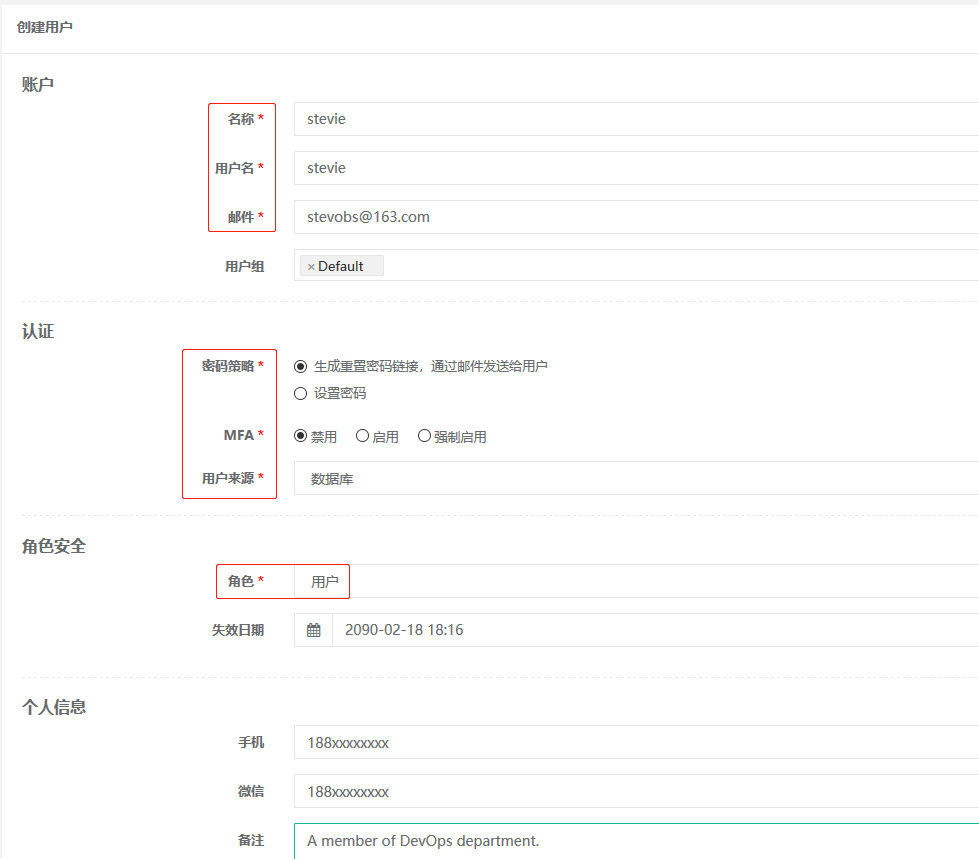 创建用户
账户
名称 * stevie
用户名 * stevie
邮件 * stevobs@163.com
用户组 × Default
认证
密码策略 * 生成重置密码链接，通过邮件发送给用户
设置密码
MFA * 禁用 启用 强制启用
用户来源 * 数据库
角色安全
角色 * 用户
失效日期 2090-02-18 18:16
个人信息
手机 188xxxxxxxx
微信 188xxxxxxxx
备注 A member of DevOps department.